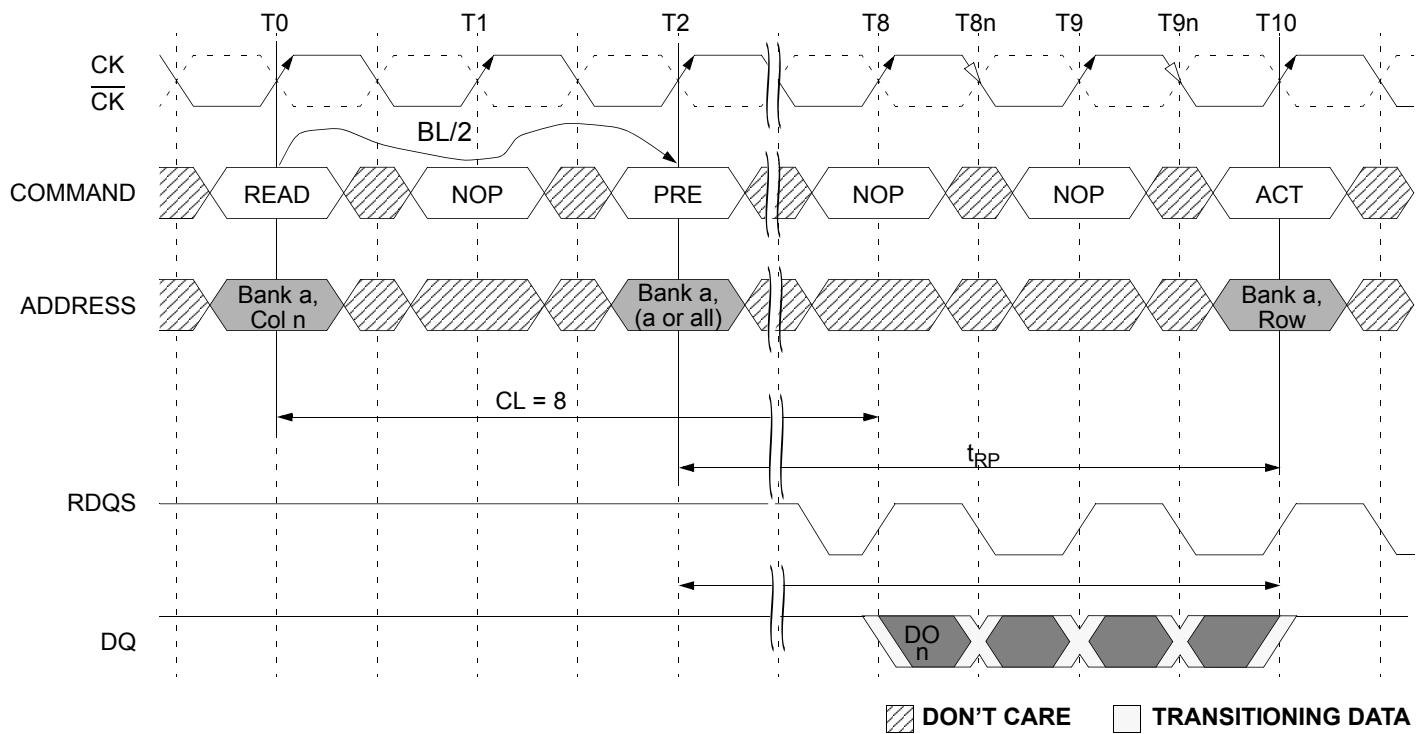 T0 T1 T2 T8 T8n T9 T9n T10
CK
CK
BL/2
COMMAND READ NOP PRE NOP NOP ACT
ADDRESS Bank a, Col n Bank a, (a or all) Bank a, Row
CL = 8
tRP
RDQS
DQ DO n
DON'T CARE TRANSITIONING DATA